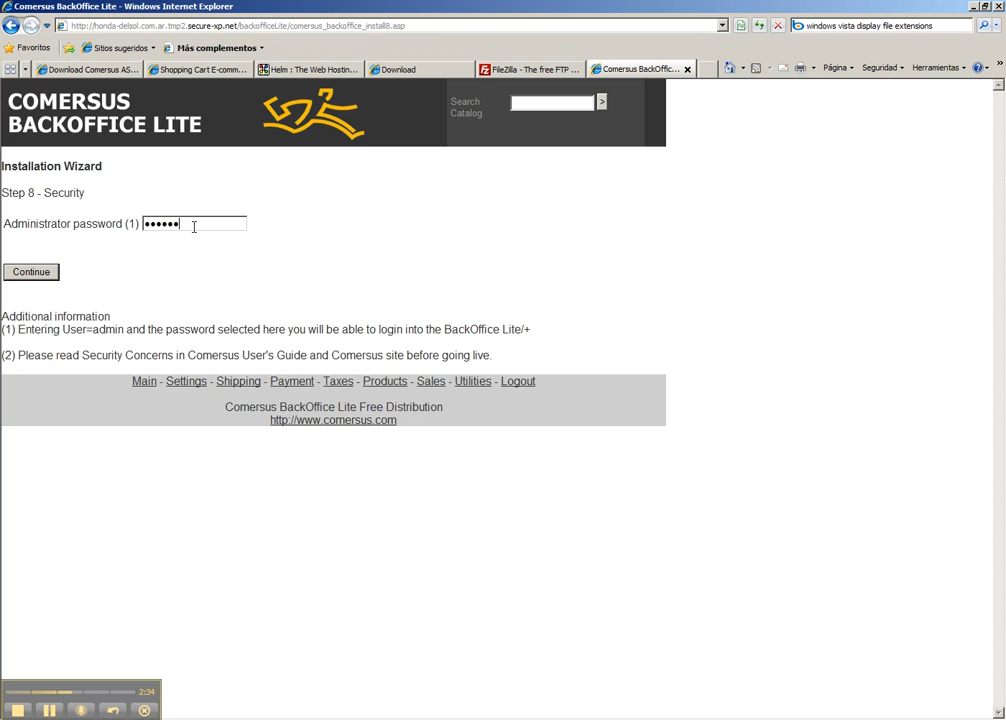 Comersus BackOffice Lite - Windows Internet Explorer
http://honda-delsol.com.ar.tmp2.secure-xp.net/backofficeLite/comersus_backoffice_install8.asp
windows vista display file extensions
Favoritos Sitios sugeridos Más complementos
Download Comersus AS... Shopping Cart E-comm... Helm : The Web Hostin... Download FileZilla - The free FTP ... Comersus BackOffic... Página Seguridad Herramientas
COMERSUS
BACKOFFICE LITE
Search
Catalog
>
Installation Wizard
Step 8 - Security
Administrator password (1) ••••••
Continue
Additional information
(1) Entering User=admin and the password selected here you will be able to login into the BackOffice Lite/+
(2) Please read Security Concerns in Comersus User's Guide and Comersus site before going live.
Main - Settings - Shipping - Payment - Taxes - Products - Sales - Utilities - Logout
Comersus BackOffice Lite Free Distribution
http://www.comersus.com
2:34